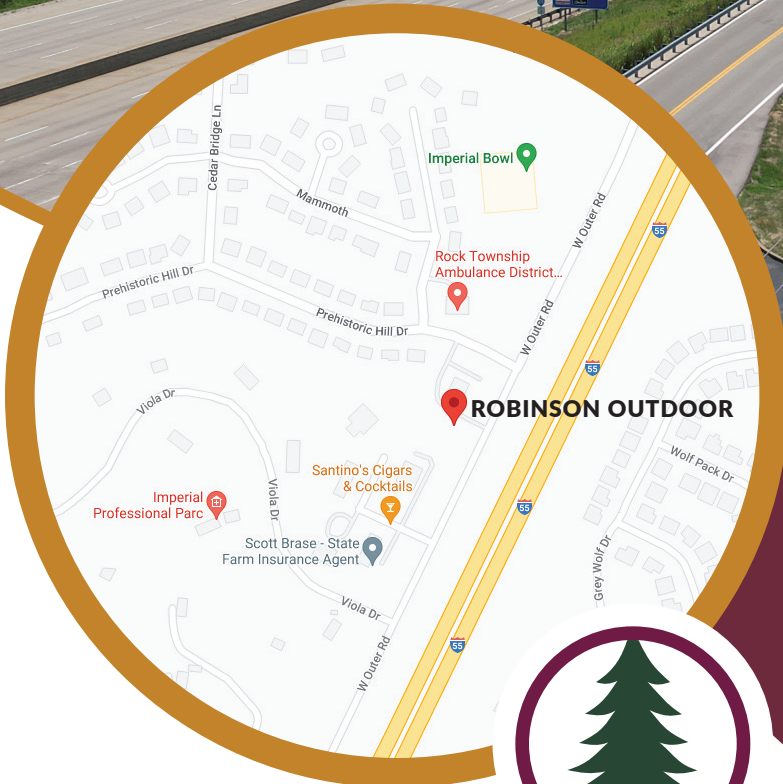 Cedar Bridge Ln
Imperial Bowl
Mammoth
W Outer Rd
55
Rock Township
Ambulance District...
Prehistoric Hill Dr
Prehistoric Hill Dr
W Outer Rd
55
ROBINSON OUTDOOR
Viola Dr
Wolf Pack Dr
Santino's Cigars
& Cocktails
Imperial
Professional Parc
Viola Dr
55
Scott Brase - State
Farm Insurance Agent
Grey Wolf Dr
Viola Dr
55
W Outer Rd